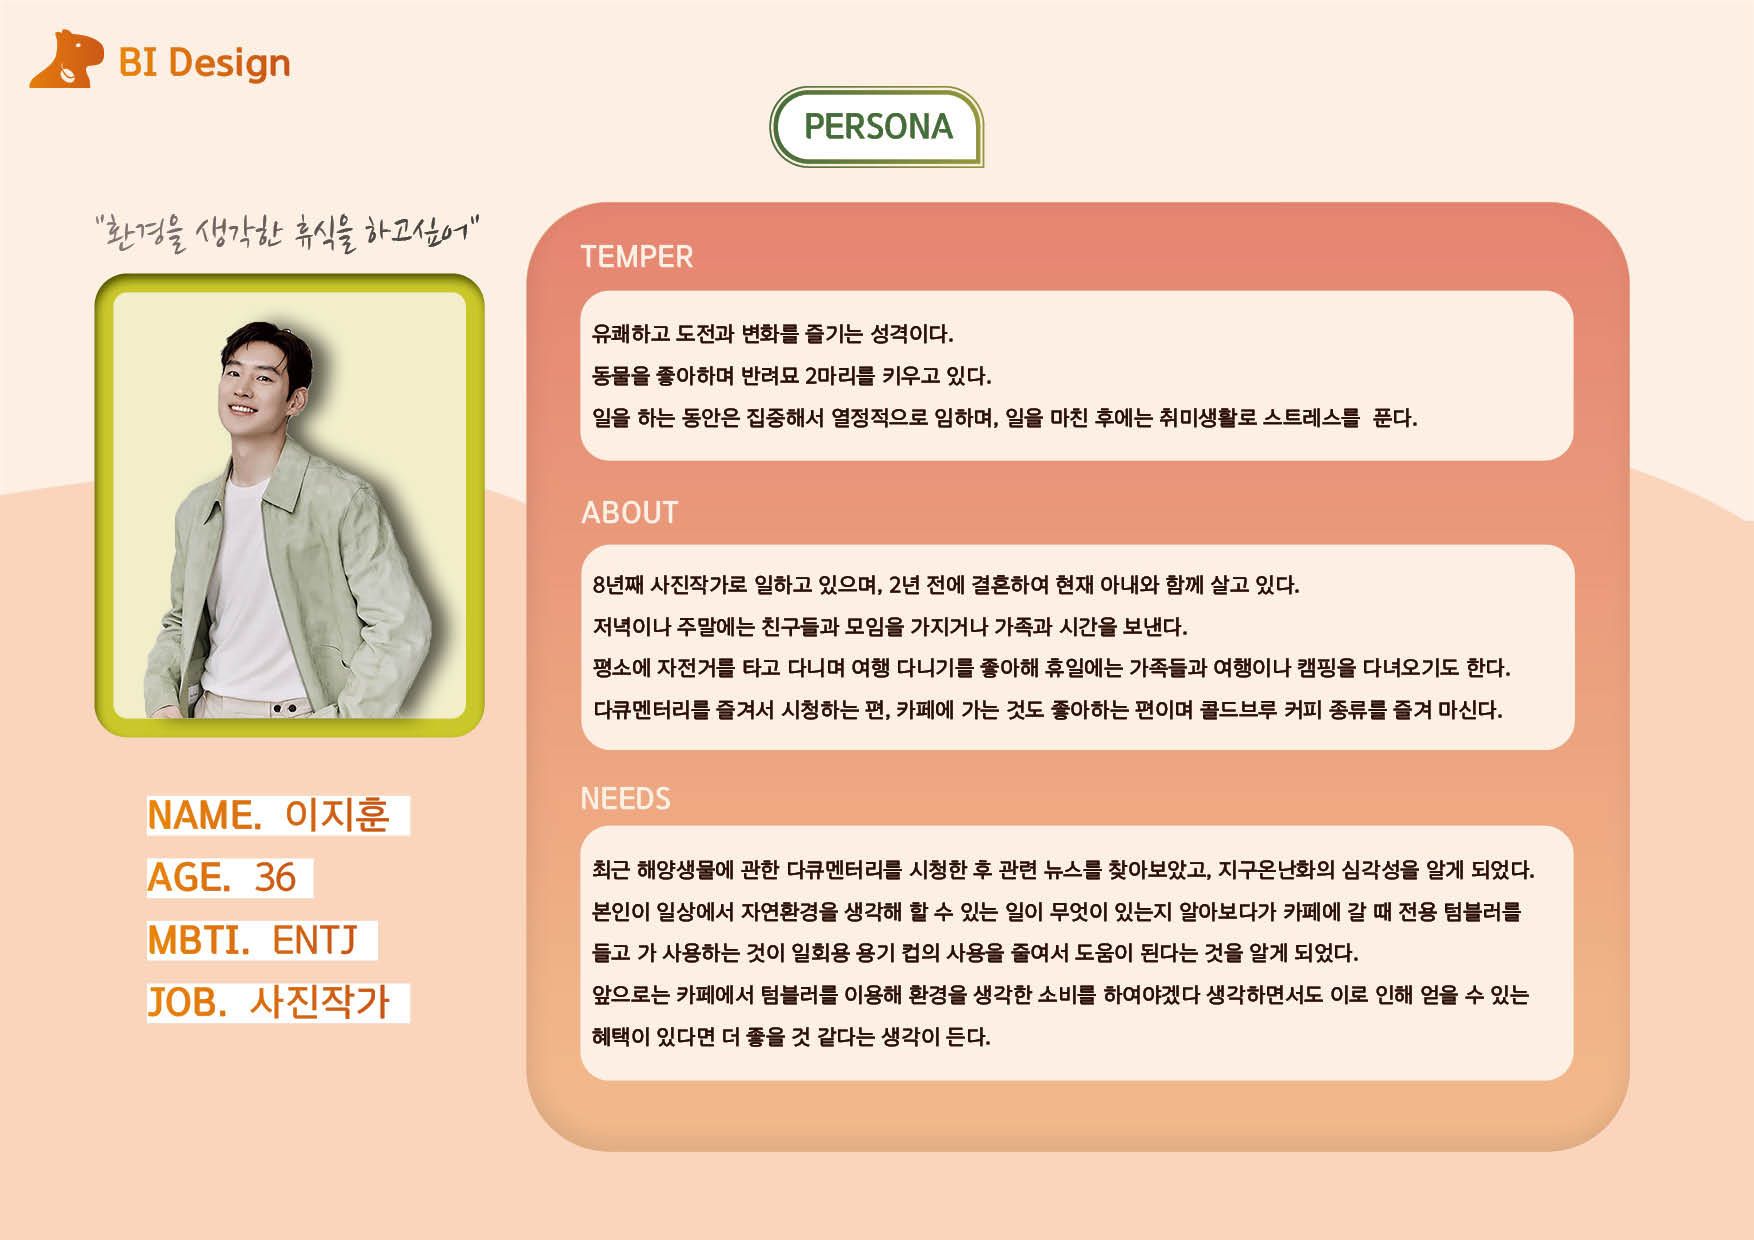 BI Design
PERSONA
"환경을 생각한 휴식을 하고싶어"
NAME. 이지훈
AGE. 36
MBTI. ENTJ
JOB. 사진작가
TEMPER
유쾌하고 도전과 변화를 즐기는 성격이다.
동물을 좋아하며 반려묘 2마리를 키우고 있다.
일을 하는 동안은 집중해서 열정적으로 임하며, 일을 마친 후에는 취미생활로 스트레스를 푼다.
ABOUT
8년째 사진작가로 일하고 있으며, 2년 전에 결혼하여 현재 아내와 함께 살고 있다.
저녁이나 주말에는 친구들과 모임을 가지거나 가족과 시간을 보낸다.
평소에 자전거를 타고 다니며 여행 다니기를 좋아해 휴일에는 가족들과 여행이나 캠핑을 다녀오기도 한다.
다큐멘터리를 즐겨서 시청하는 편, 카페에 가는 것도 좋아하는 편이며 콜드브루 커피 종류를 즐겨 마신다.
NEEDS
최근 해양생물에 관한 다큐멘터리를 시청한 후 관련 뉴스를 찾아보았고, 지구온난화의 심각성을 알게 되었다.
본인이 일상에서 자연환경을 생각해 할 수 있는 일이 무엇이 있는지 알아보다가 카페에 갈 때 전용 텀블러를
들고 가 사용하는 것이 일회용 용기 컵의 사용을 줄여서 도움이 된다는 것을 알게 되었다.
앞으로는 카페에서 텀블러를 이용해 환경을 생각한 소비를 하여야겠다 생각하면서도 이로 인해 얻을 수 있는
혜택이 있다면 더 좋을 것 같다는 생각이 든다.